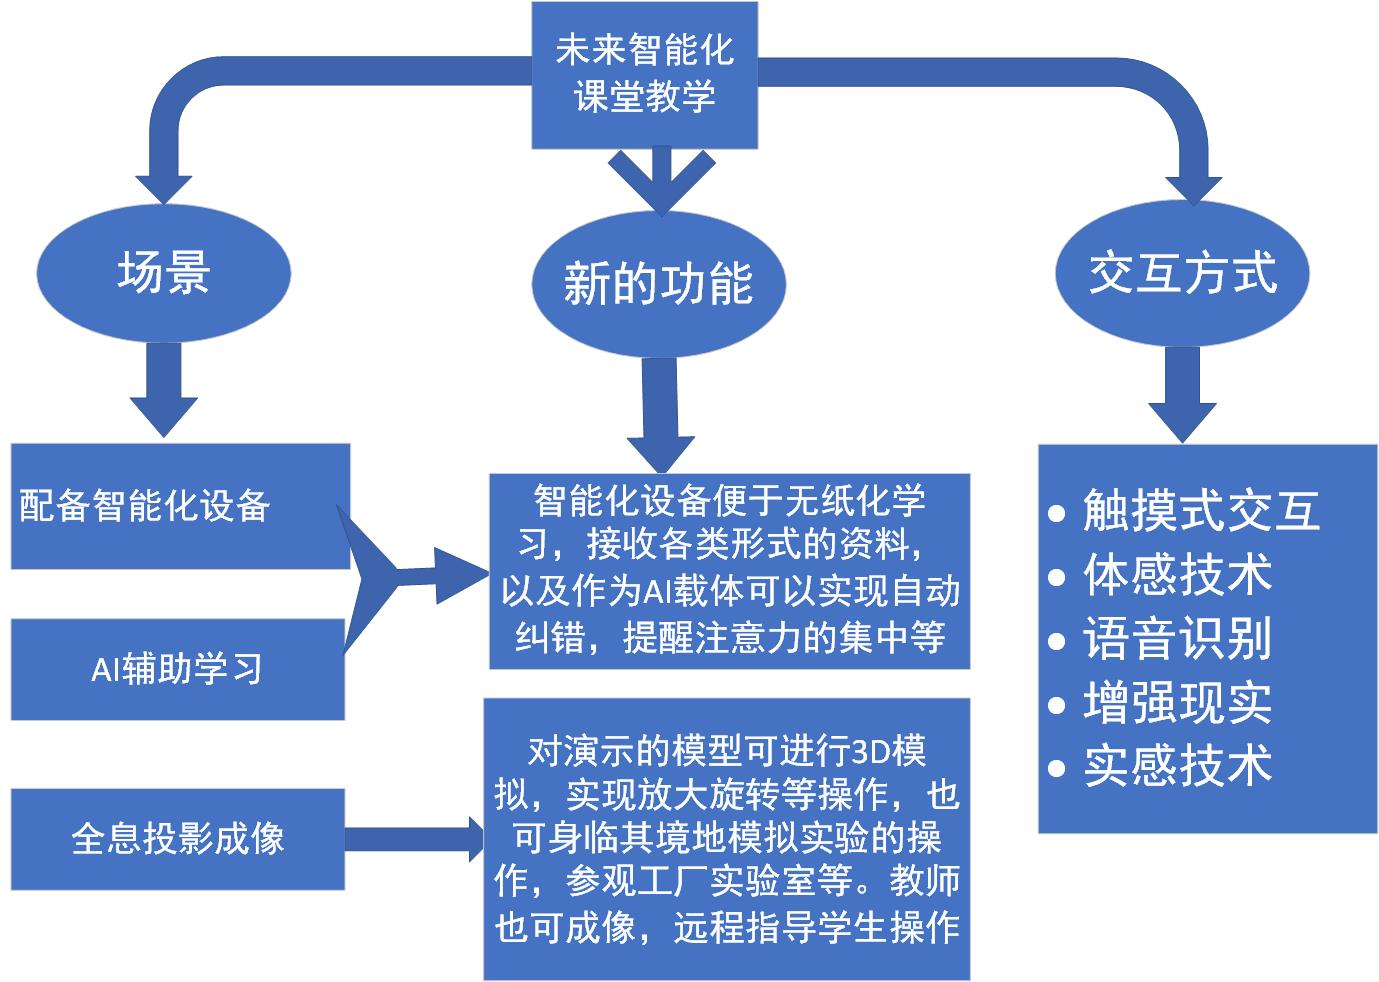 未来智能化
课堂教学
场景
新的功能
交互方式
配备智能化设备
AI辅助学习
全息投影成像
智能化设备便于无纸化学
习，接收各类形式的资料，
以及作为AI载体可以实现自动
纠错，提醒注意力的集中等
对演示的模型可进行3D模
拟，实现放大旋转等操作，也
可身临其境地模拟实验的操
作，参观工厂实验室等。教师
也可成像，远程指导学生操作
• 触摸式交互
• 体感技术
• 语音识别
• 增强现实
• 实感技术